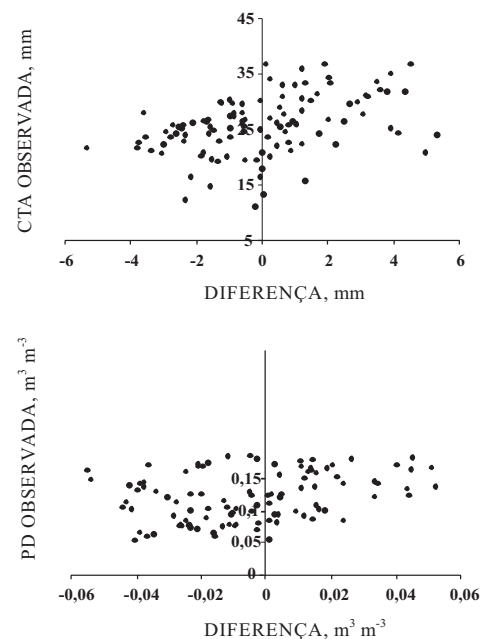 45
35
25
15
5
CTA OBSERVADA, mm
-6 -4 -2 0 2 4 6
DIFERENÇA, mm
PD OBSERVADA, m³ m⁻³
0,15
0,1
0,05
0
-0,06 -0,04 -0,02 0 0,02 0,04 0,06
DIFERENÇA, m³ m⁻³